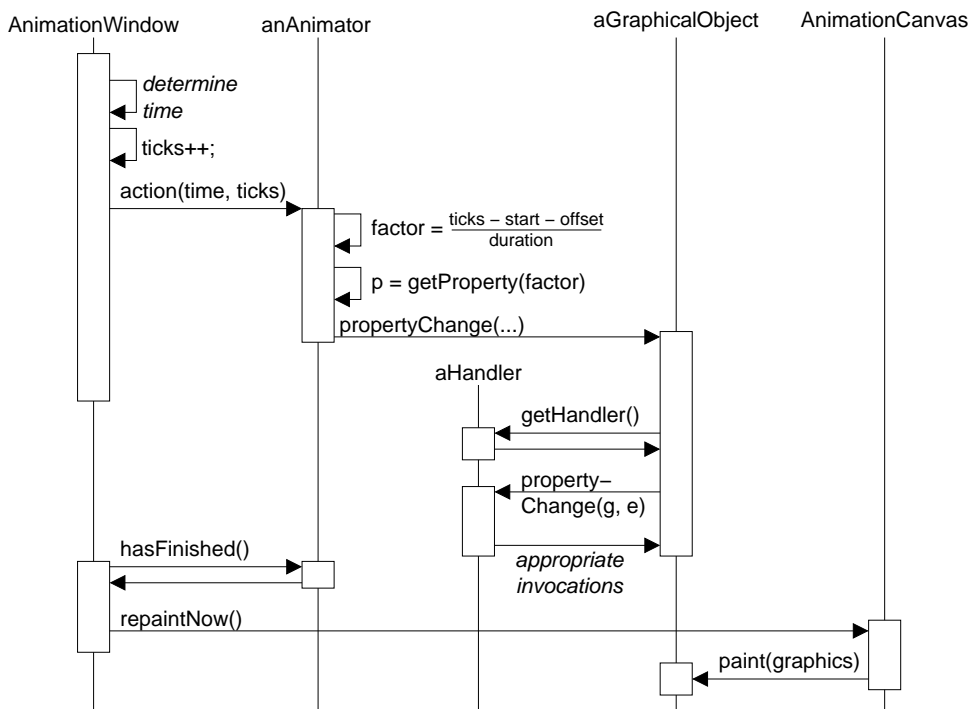 AnimationWindow
anAnimator
aGraphicalObject
AnimationCanvas
determine
time
ticks++;
action(time, ticks)
factor = ticks − start − offset
duration
p = getProperty(factor)
propertyChange(...)
aHandler
getHandler()
property−
Change(g, e)
hasFinished()
appropriate
invocations
repaintNow()
paint(graphics)